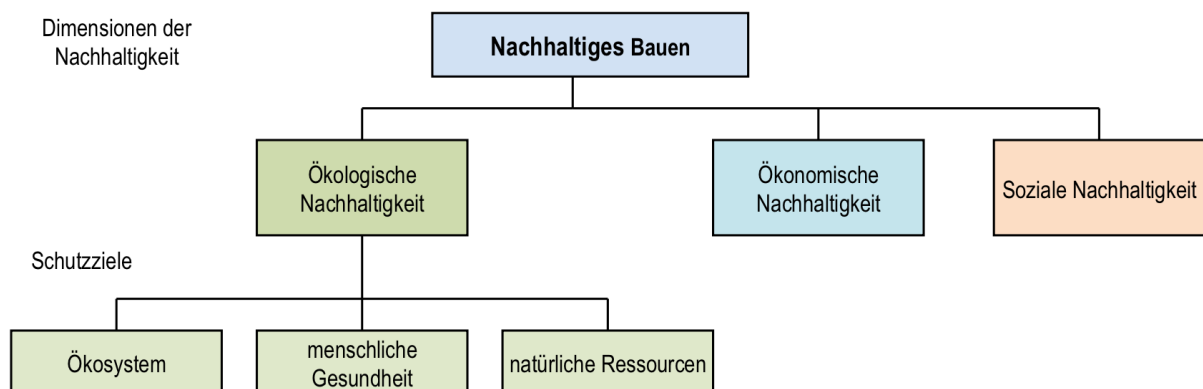 Dimensionen der
Nachhaltigkeit
Nachhaltiges Bauen
Ökologische
Nachhaltigkeit
Ökonomische
Nachhaltigkeit
Soziale Nachhaltigkeit
Schutzziele
Ökosystem
menschliche
Gesundheit
natürliche Ressourcen